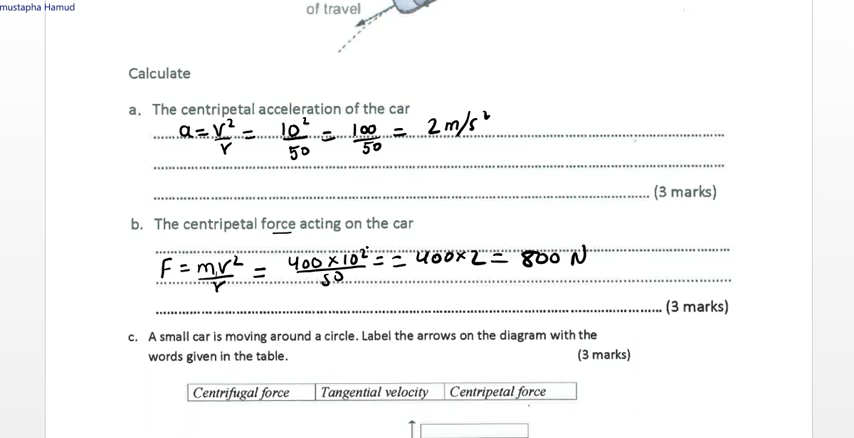 mustapha Hamud
of travel
Calculate
a. The centripetal acceleration of the car
a = v²/r = 10²/50 = 100/50 = 2 m/s²
(3 marks)
b. The centripetal force acting on the car
F = mv²/r = 400 × 10²/50 = = 400 × 2 = 800 N
(3 marks)
c. A small car is moving around a circle. Label the arrows on the diagram with the
words given in the table. (3 marks)
Centrifugal force Tangential velocity Centripetal force